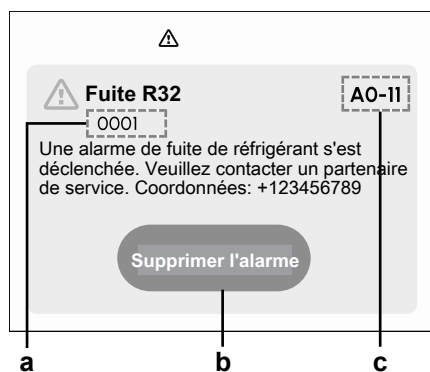 Fuite R32
A0-11
0001
Une alarme de fuite de réfrigérant s'est
déclenchée. Veuillez contacter un partenaire
de service. Coordonnées: +123456789
Supprimer l'alarme
a
b
c